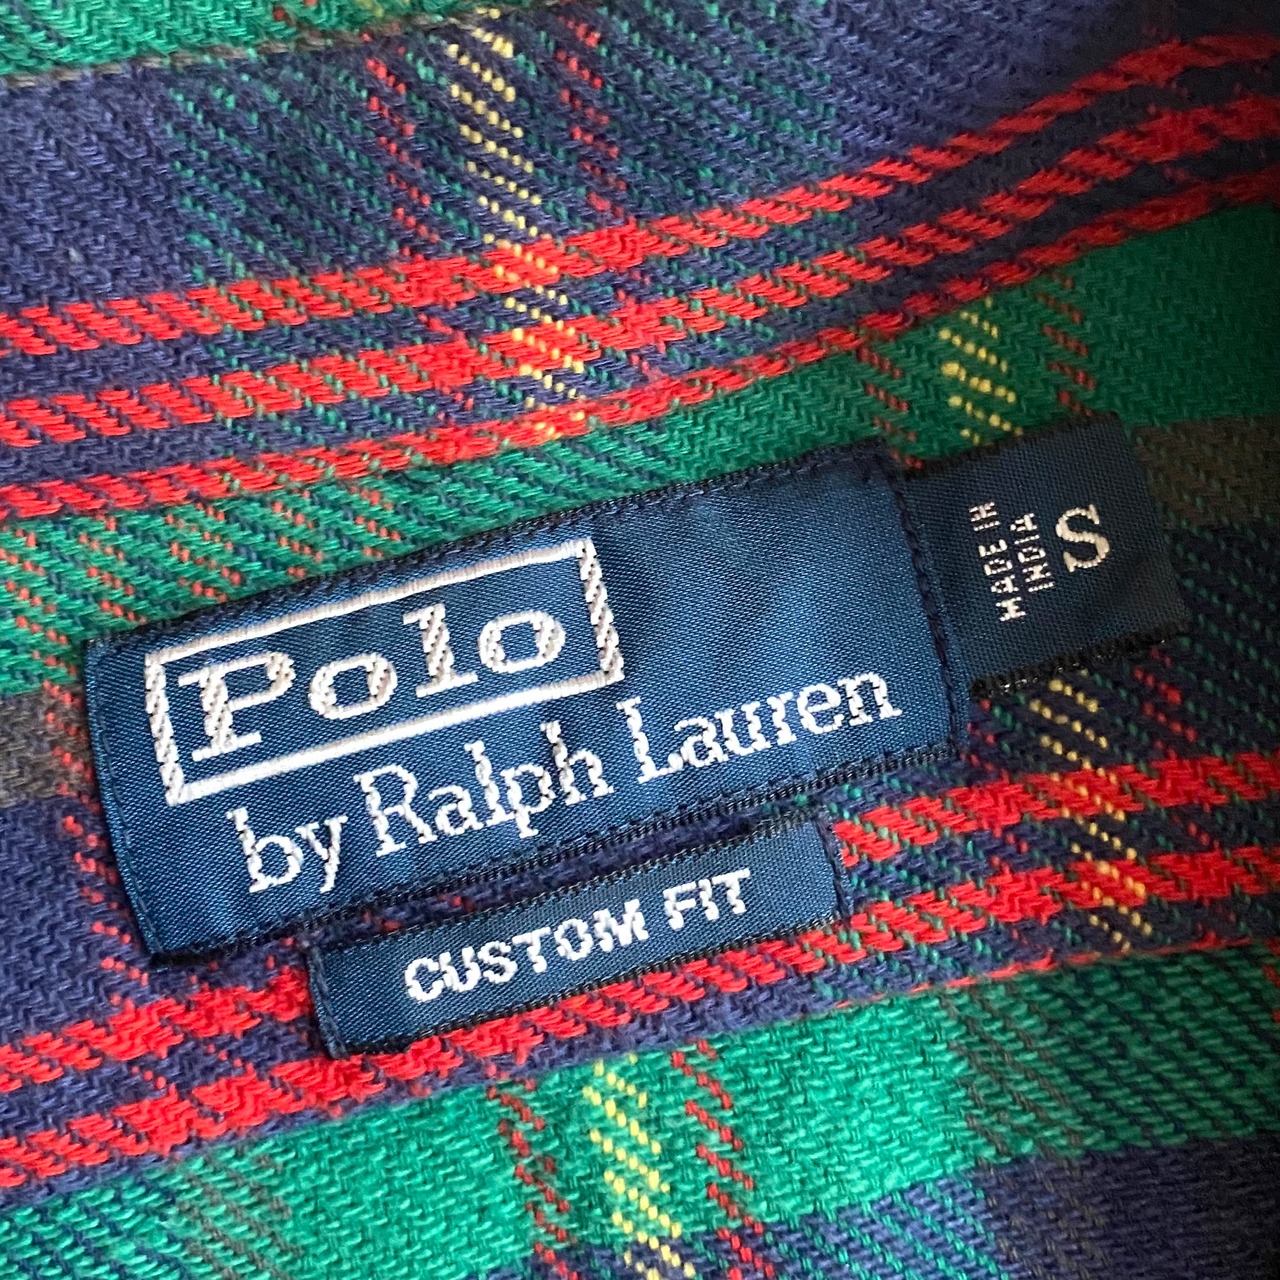 Polo
by Ralph Lauren
MADE IN
INDIA
S
CUSTOM FIT